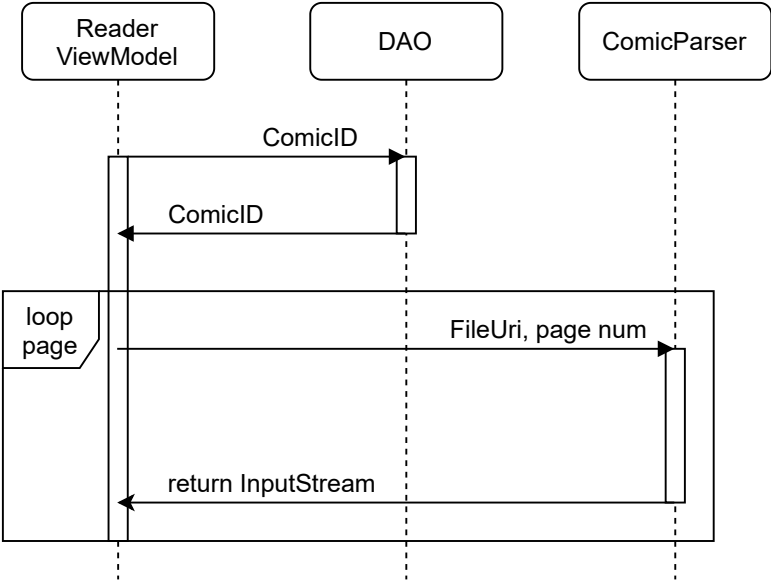 Reader
ViewModel
DAO
ComicParser
ComicID
ComicID
loop
page
FileUri, page num
return InputStream